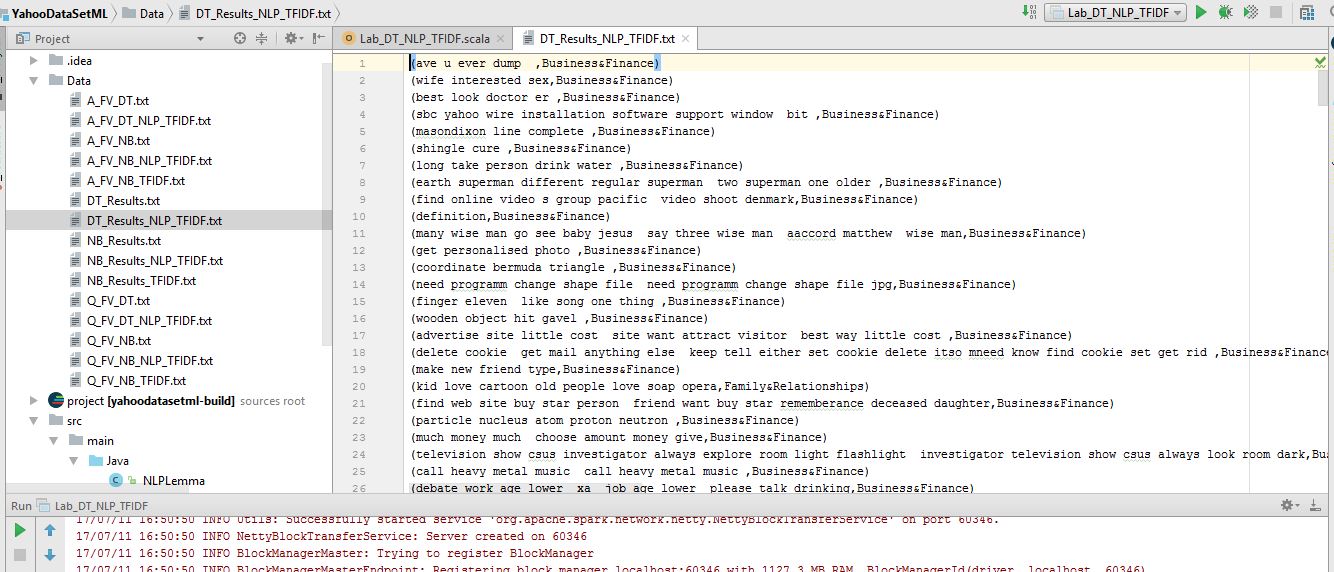 YahooDataSetML Data DT_Results_NLP_TFIDF.txt Lab_DT_NLP_TFIDF
Project
Lab_DT_NLP_TFIDF.scala DT_Results_NLP_TFIDF.txt
.idea
Data
A_FV_DT.txt
A_FV_DT_NLP_TFIDF.txt
A_FV_NB.txt
A_FV_NB_NLP_TFIDF.txt
A_FV_NB_TFIDF.txt
DT_Results.txt
DT_Results_NLP_TFIDF.txt
NB_Results.txt
NB_Results_NLP_TFIDF.txt
NB_Results_TFIDF.txt
Q_FV_DT.txt
Q_FV_DT_NLP_TFIDF.txt
Q_FV_NB.txt
Q_FV_NB_NLP_TFIDF.txt
Q_FV_NB_TFIDF.txt
project [yahoodatasetml-build] sources root
src
main
Java
NLPLemma
1 (ave u ever dump  ,Business&Finance)
2 (wife interested sex,Business&Finance)
3 (best look doctor er ,Business&Finance)
4 (sbc yahoo wire installation software support window  bit ,Business&Finance)
5 (masondixon line complete ,Business&Finance)
6 (shingle cure ,Business&Finance)
7 (long take person drink water ,Business&Finance)
8 (earth superman different regular superman  two superman one older ,Business&Finance)
9 (find online video s group pacific  video shoot denmark,Business&Finance)
10 (definition,Business&Finance)
11 (many wise man go see baby jesus  say three wise man  aaccord matthew  wise man,Business&Finance)
12 (get personalised photo ,Business&Finance)
13 (coordinate bermuda triangle ,Business&Finance)
14 (need programm change shape file  need programm change shape file jpg,Business&Finance)
15 (finger eleven  like song one thing ,Business&Finance)
16 (wooden object hit gavel ,Business&Finance)
17 (advertise site little cost  site want attract visitor  best way little cost ,Business&Finance)
18 (delete cookie  get mail anything else  keep tell either set cookie delete itso mneed know find cookie set get rid ,Business&Finance
19 (make new friend type,Business&Finance)
20 (kid love cartoon old people love soap opera,Family&Relationships)
21 (find web site buy star person  friend want buy star rememberance deceased daughter,Business&Finance)
22 (particle nucleus atom proton neutron ,Business&Finance)
23 (much money much  choose amount money give,Business&Finance)
24 (television show csus investigator always explore room light flashlight  investigator television show csus always look room dark,Bus
25 (call heavy metal music  call heavy metal music ,Business&Finance)
26 (debate work age lower  xa  job age lower  please talk drinking,Business&Finance)
Run Lab_DT_NLP_TFIDF
17/07/11 16:50:50 INFO Utils: Successfully started service 'org.apache.spark.network.netty.NettyBlockTransferService' on port 60346.
17/07/11 16:50:50 INFO NettyBlockTransferService: Server created on 60346
17/07/11 16:50:50 INFO BlockManagerMaster: Trying to register BlockManager
17/07/11 16:50:50 INFO BlockManagerMasterEndpoint: Registering block manager localhost:60346 with 1127.3 MB RAM, BlockManagerId(driver, localhost, 60346)